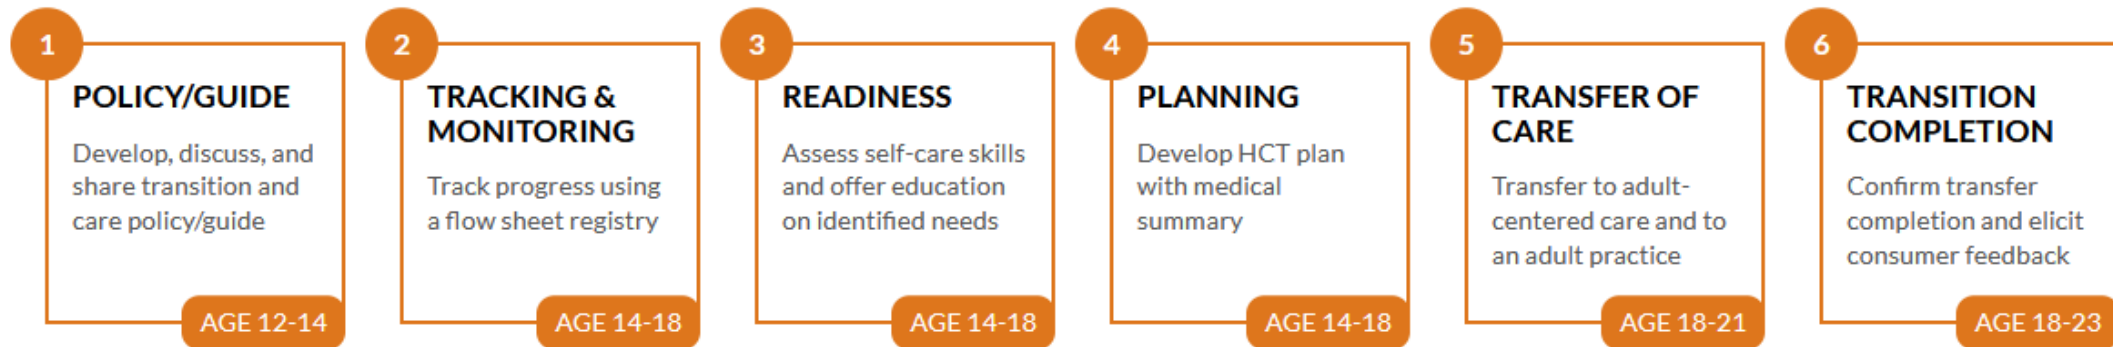 1
POLICY/GUIDE
Develop, discuss, and
share transition and
care policy/guide
AGE 12-14
2
TRACKING &
MONITORING
Track progress using
a flow sheet registry
AGE 14-18
3
READINESS
Assess self-care skills
and offer education
on identified needs
AGE 14-18
4
PLANNING
Develop HCT plan
with medical
summary
AGE 14-18
5
TRANSFER OF
CARE
Transfer to adult-
centered care and to
an adult practice
AGE 18-21
6
TRANSITION
COMPLETION
Confirm transfer
completion and elicit
consumer feedback
AGE 18-23